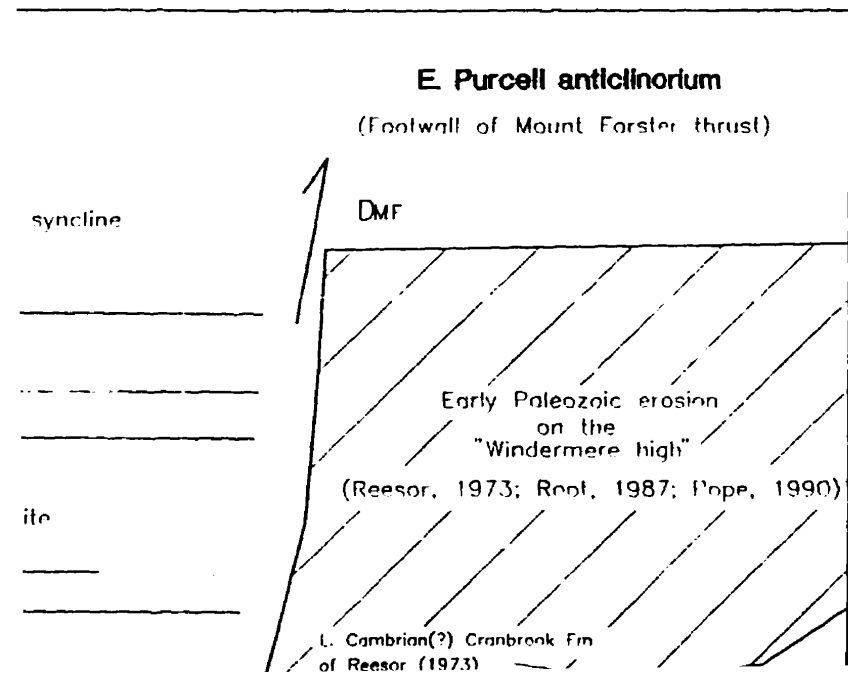 E. Purcell anticlinorium
(Footwall of Mount Forster thrust)
syncline
DMF
Early Paleozoic erosion
on the
"Windermere high"
(Reesor, 1973; Root, 1987; Pope, 1990)
ite
L. Cambrian(?) Cranbrook Fm
of Reesor (1973)